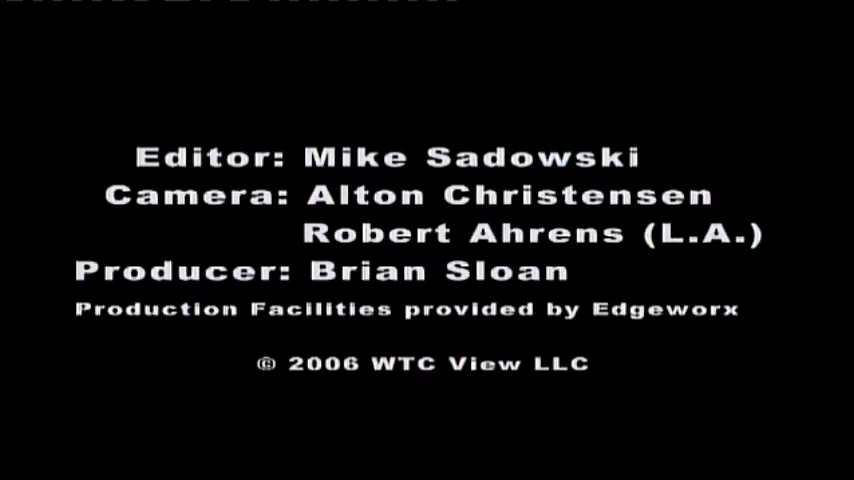 Editor: Mike Sadowski
Camera: Alton Christensen
Robert Ahrens (L.A.)
Producer: Brian Sloan
Production Facilities provided by Edgeworx
© 2006 WTC View LLC